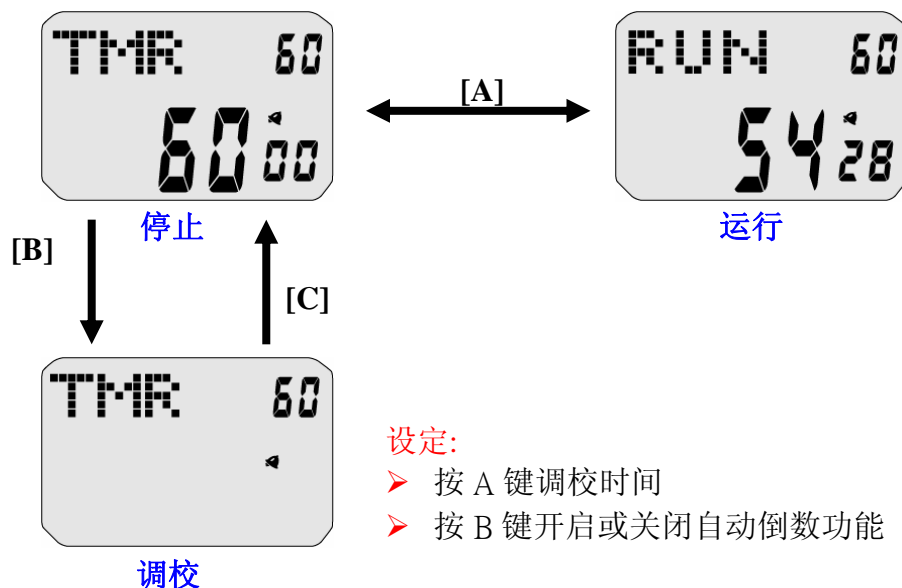 TMR 60
60 00
停止
[A]
RUN 60
54 28
运行
[B]
[C]
TMR 60
调校
设定:
➢ 按 A 键调校时间
➢ 按 B 键开启或关闭自动倒数功能